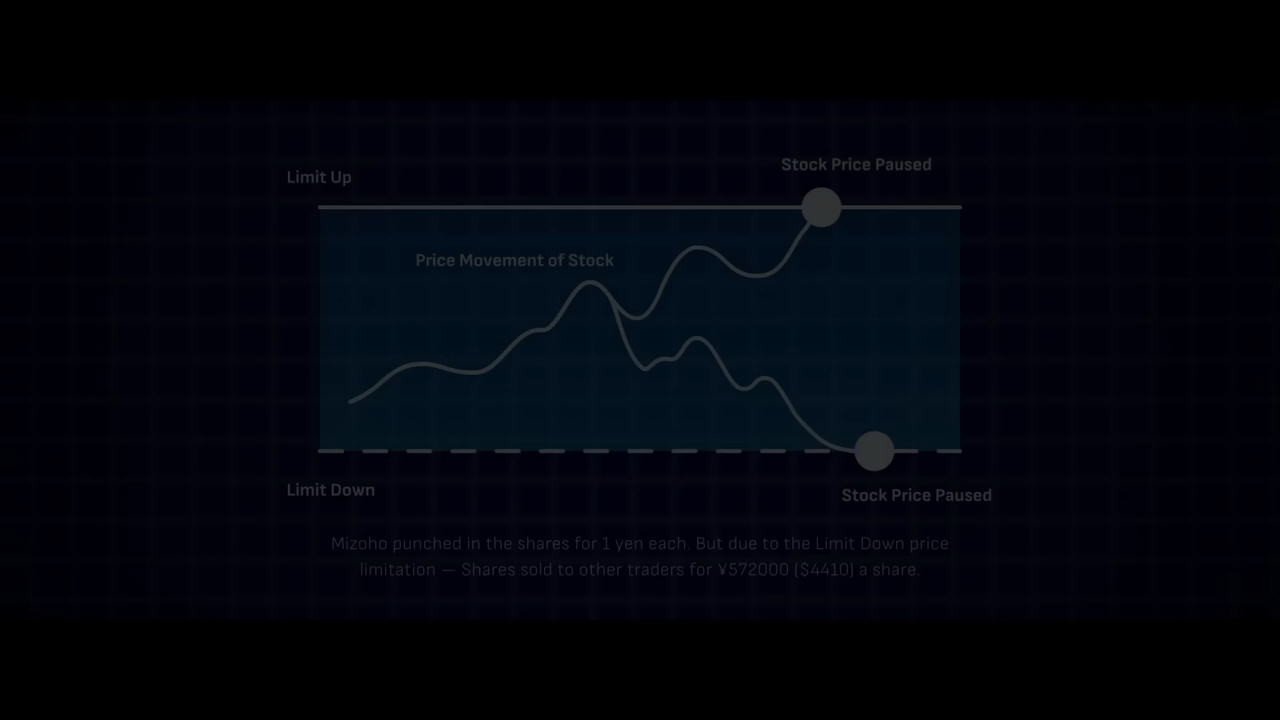 Stock Price Paused
Limit Up
Price Movement of Stock
Limit Down
Stock Price Paused
Mizoho punched in the shares for 1 yen each. But due to the Limit Down price
limitation — Shares sold to other traders for ¥572000 ($4410) a share.